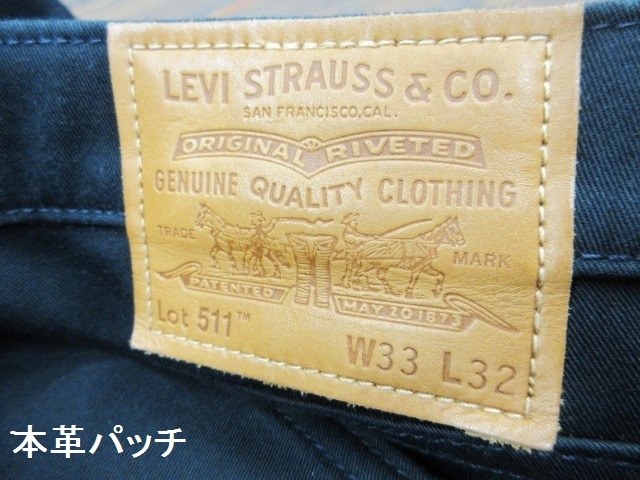 LEVI STRAUSS & CO.
SAN FRANCISCO, CAL.
ORIGINAL RIVETED
GENUINE QUALITY CLOTHING
TRADE MARK
PATENTED MAY 20 1873
Lot 511™
W33 L32
本革パッチ